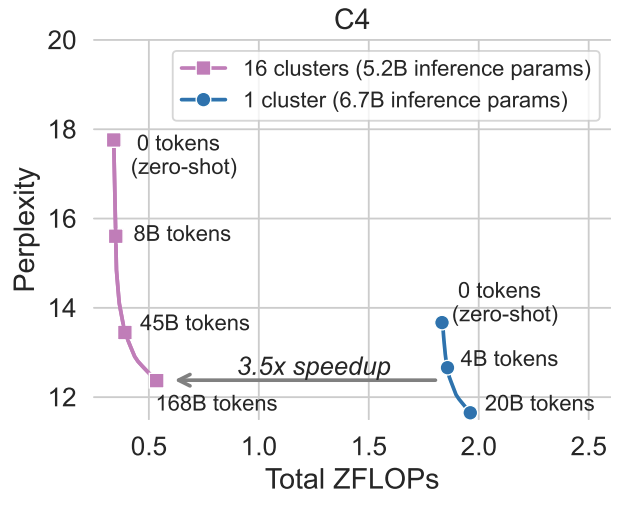 C4
20
18
16
14
12
Perplexity
16 clusters (5.2B inference params)
1 cluster (6.7B inference params)
0 tokens
(zero-shot)
8B tokens
45B tokens
168B tokens
3.5x speedup
0 tokens
(zero-shot)
4B tokens
20B tokens
0.5 1.0 1.5 2.0 2.5
Total ZFLOPs